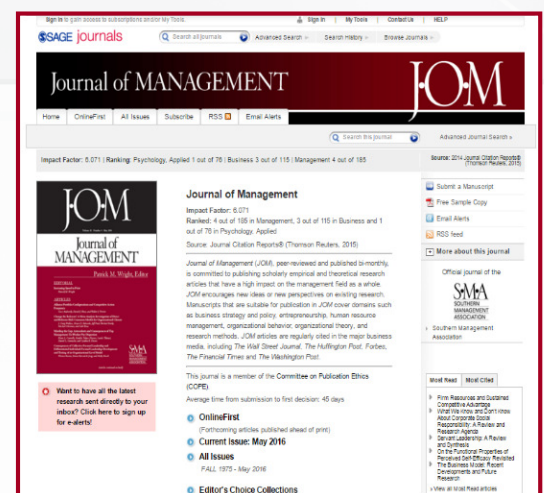 Sign In to gain access to subscriptions and/or My Tools.
Sign In | My Tools | Contact Us | HELP
SAGE journals
Search all journals
Advanced Search
Search History
Browse Journals
Journal of MANAGEMENT
JOM
Home
OnlineFirst
All Issues
Subscribe
RSS
Email Alerts
Search this journal
Advanced Journal Search »
Impact Factor: 6.071 | Ranking: Psychology, Applied 1 out of 76 | Business 3 out of 115 | Management 4 out of 185
Source: 2014 Journal Citation Reports®
(Thomson Reuters, 2015)
JOM
Journal of
MANAGEMENT
Patrick M. Wright, Editor
EDITORIAL
ARTICLES
SMA
Want to have all the latest
research sent directly to your
inbox? Click here to sign up
for e-alerts!
Journal of Management
Impact Factor: 6.071
Ranked: 4 out of 185 in Management, 3 out of 115 in Business and 1
out of 76 in Psychology, Applied
Source: Journal Citation Reports® (Thomson Reuters, 2015)
Journal of Management (JOM), peer-reviewed and published bi-monthly,
is committed to publishing scholarly empirical and theoretical research
articles that have a high impact on the management field as a whole.
JOM encourages new ideas or new perspectives on existing research.
Manuscripts that are suitable for publication in JOM cover domains such
as business strategy and policy, entrepreneurship, human resource
management, organizational behavior, organizational theory, and
research methods. JOM articles are regularly cited in the major business
media, including The Wall Street Journal, The Huffington Post, Forbes,
The Financial Times and The Washington Post.
This journal is a member of the Committee on Publication Ethics
(COPE).
Average time from submission to first decision: 45 days
OnlineFirst
(Forthcoming articles published ahead of print)
Current Issue: May 2016
All Issues
FALL 1975 - May 2016
Editor's Choice Collections
Submit a Manuscript
Free Sample Copy
Email Alerts
RSS feed
More about this journal
Official journal of the
SMA
SOUTHERN
MANAGEMENT
ASSOCIATION
Southern Management
Association
Most Read
Most Cited
Firm Resources and Sustained
Competitive Advantage
What We Know and Don't Know
About Corporate Social
Responsibility: A Review and
Research Agenda
Servant Leadership: A Review
and Synthesis
On the Functional Properties of
Perceived Self-Efficacy Revisited
The Business Model: Recent
Developments and Future
Research
» View all Most Read articles